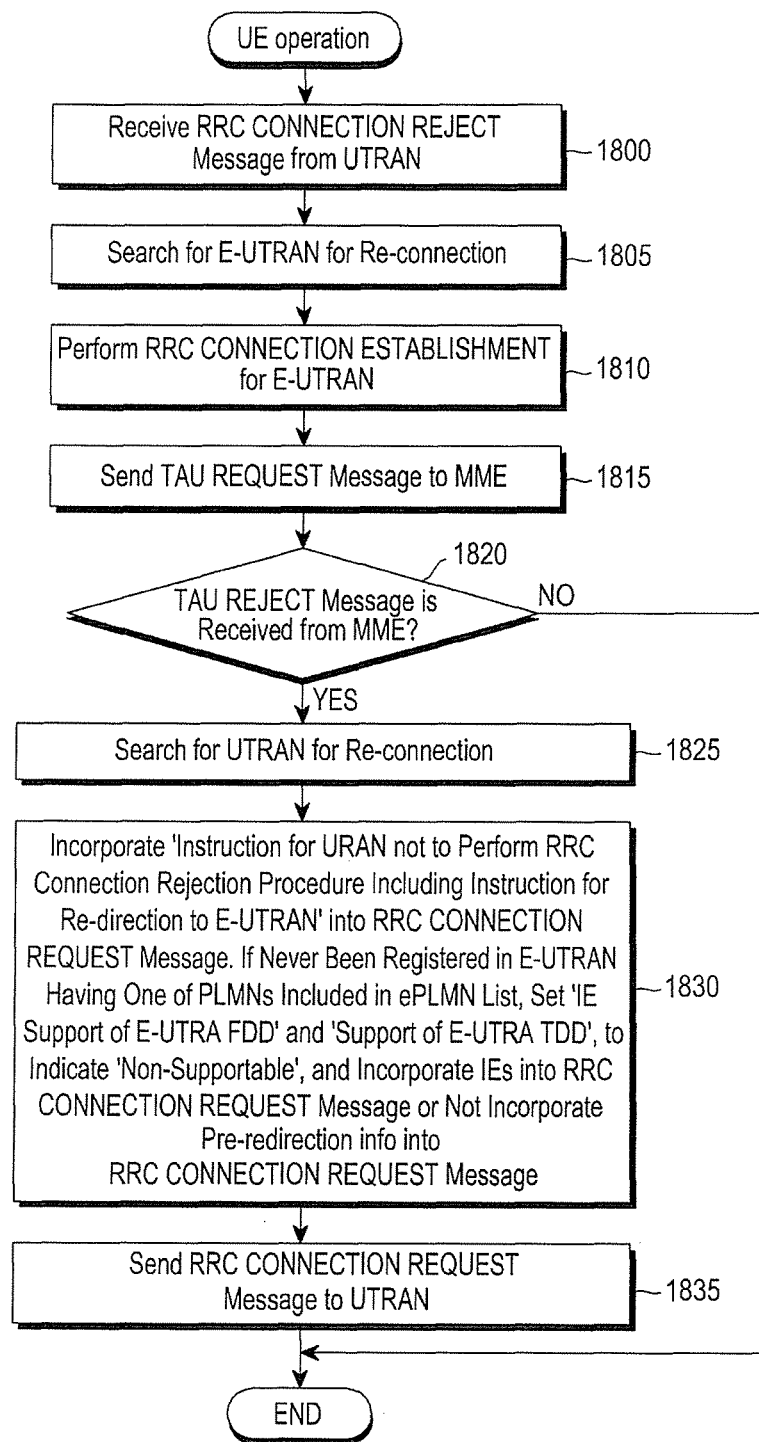 UE operation
Receive RRC CONNECTION REJECT
Message from UTRAN
1800
Search for E-UTRAN for Re-connection
1805
Perform RRC CONNECTION ESTABLISHMENT
for E-UTRAN
1810
Send TAU REQUEST Message to MME
1815
1820
TAU REJECT Message is
Received from MME?
NO
YES
Search for UTRAN for Re-connection
1825
Incorporate 'Instruction for URAN not to Perform RRC
Connection Rejection Procedure Including Instruction for
Re-direction to E-UTRAN' into RRC CONNECTION
REQUEST Message. If Never Been Registered in E-UTRAN
Having One of PLMNs Included in ePLMN List, Set 'IE
Support of E-UTRA FDD' and 'Support of E-UTRA TDD', to
Indicate 'Non-Supportable', and Incorporate IEs into RRC
CONNECTION REQUEST Message or Not Incorporate
Pre-redirection info into
RRC CONNECTION REQUEST Message
1830
Send RRC CONNECTION REQUEST
Message to UTRAN
1835
END